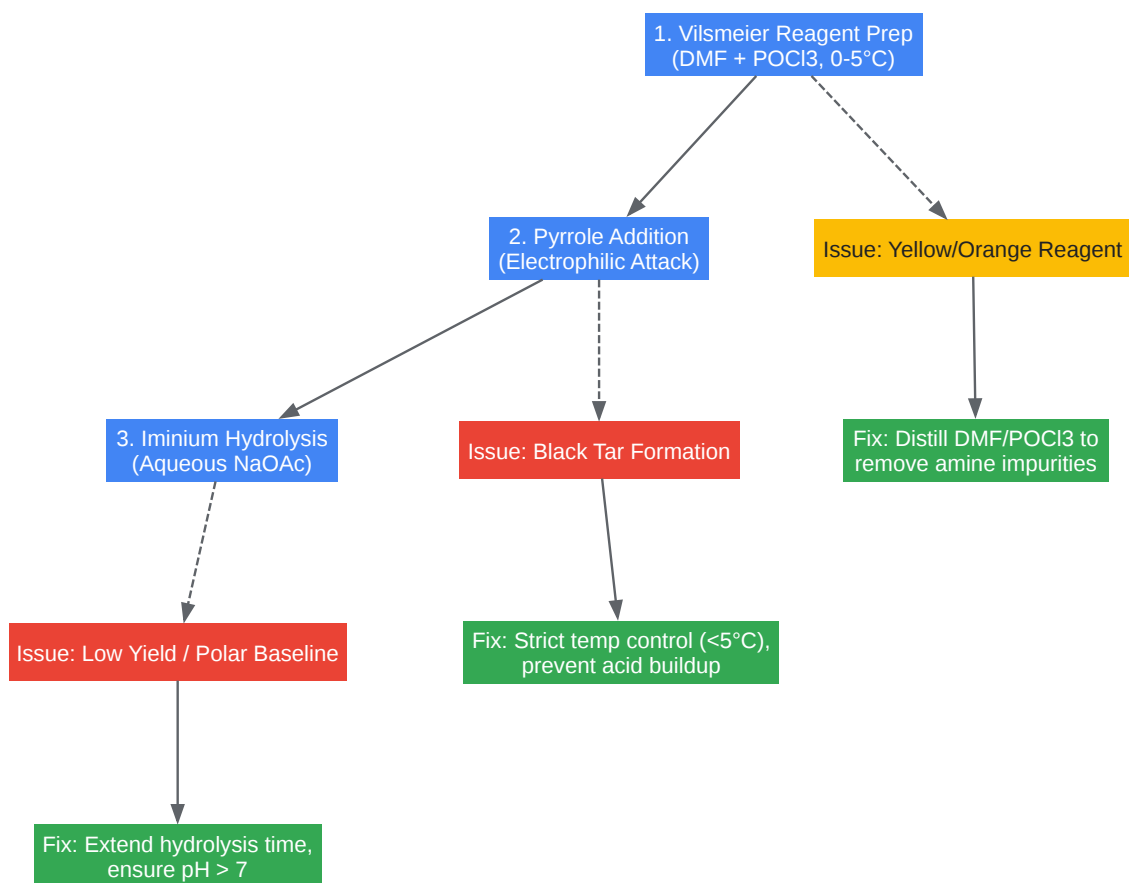 1. Vilsmeier Reagent Prep
(DMF + POCl3, 0-5°C)
2. Pyrrole Addition
(Electrophilic Attack)
Issue: Yellow/Orange Reagent
3. Iminium Hydrolysis
(Aqueous NaOAc)
Issue: Black Tar Formation
Fix: Distill DMF/POCl3 to
remove amine impurities
Issue: Low Yield / Polar Baseline
Fix: Strict temp control (<5°C),
prevent acid buildup
Fix: Extend hydrolysis time,
ensure pH > 7